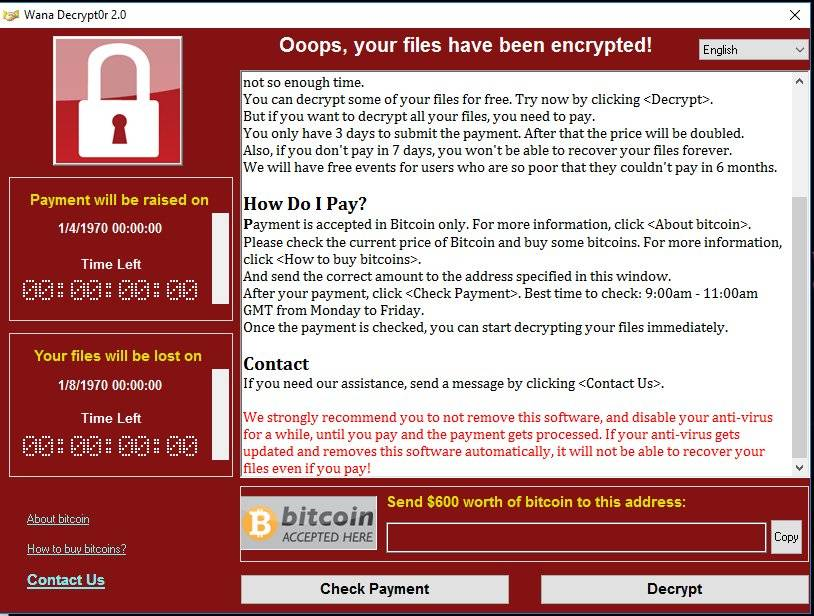 Wana Decrypt0r 2.0
Ooops, your files have been encrypted!
English
not so enough time.
You can decrypt some of your files for free. Try now by clicking <Decrypt>.
But if you want to decrypt all your files, you need to pay.
You only have 3 days to submit the payment. After that the price will be doubled.
Also, if you don't pay in 7 days, you won't be able to recover your files forever.
We will have free events for users who are so poor that they couldn't pay in 6 months.
How Do I Pay?
Payment is accepted in Bitcoin only. For more information, click <About bitcoin>.
Please check the current price of Bitcoin and buy some bitcoins. For more information,
click <How to buy bitcoins>.
And send the correct amount to the address specified in this window.
After your payment, click <Check Payment>. Best time to check: 9:00am - 11:00am
GMT from Monday to Friday.
Once the payment is checked, you can start decrypting your files immediately.
Contact
If you need our assistance, send a message by clicking <Contact Us>.
We strongly recommend you to not remove this software, and disable your anti-virus
for a while, until you pay and the payment gets processed. If your anti-virus gets
updated and removes this software automatically, it will not be able to recover your
files even if you pay!
Payment will be raised on
1/4/1970 00:00:00
Time Left
00:00:00:00
Your files will be lost on
1/8/1970 00:00:00
Time Left
00:00:00:00
About bitcoin
How to buy bitcoins?
Contact Us
bitcoin
ACCEPTED HERE
Send $600 worth of bitcoin to this address:
Copy
Check Payment
Decrypt